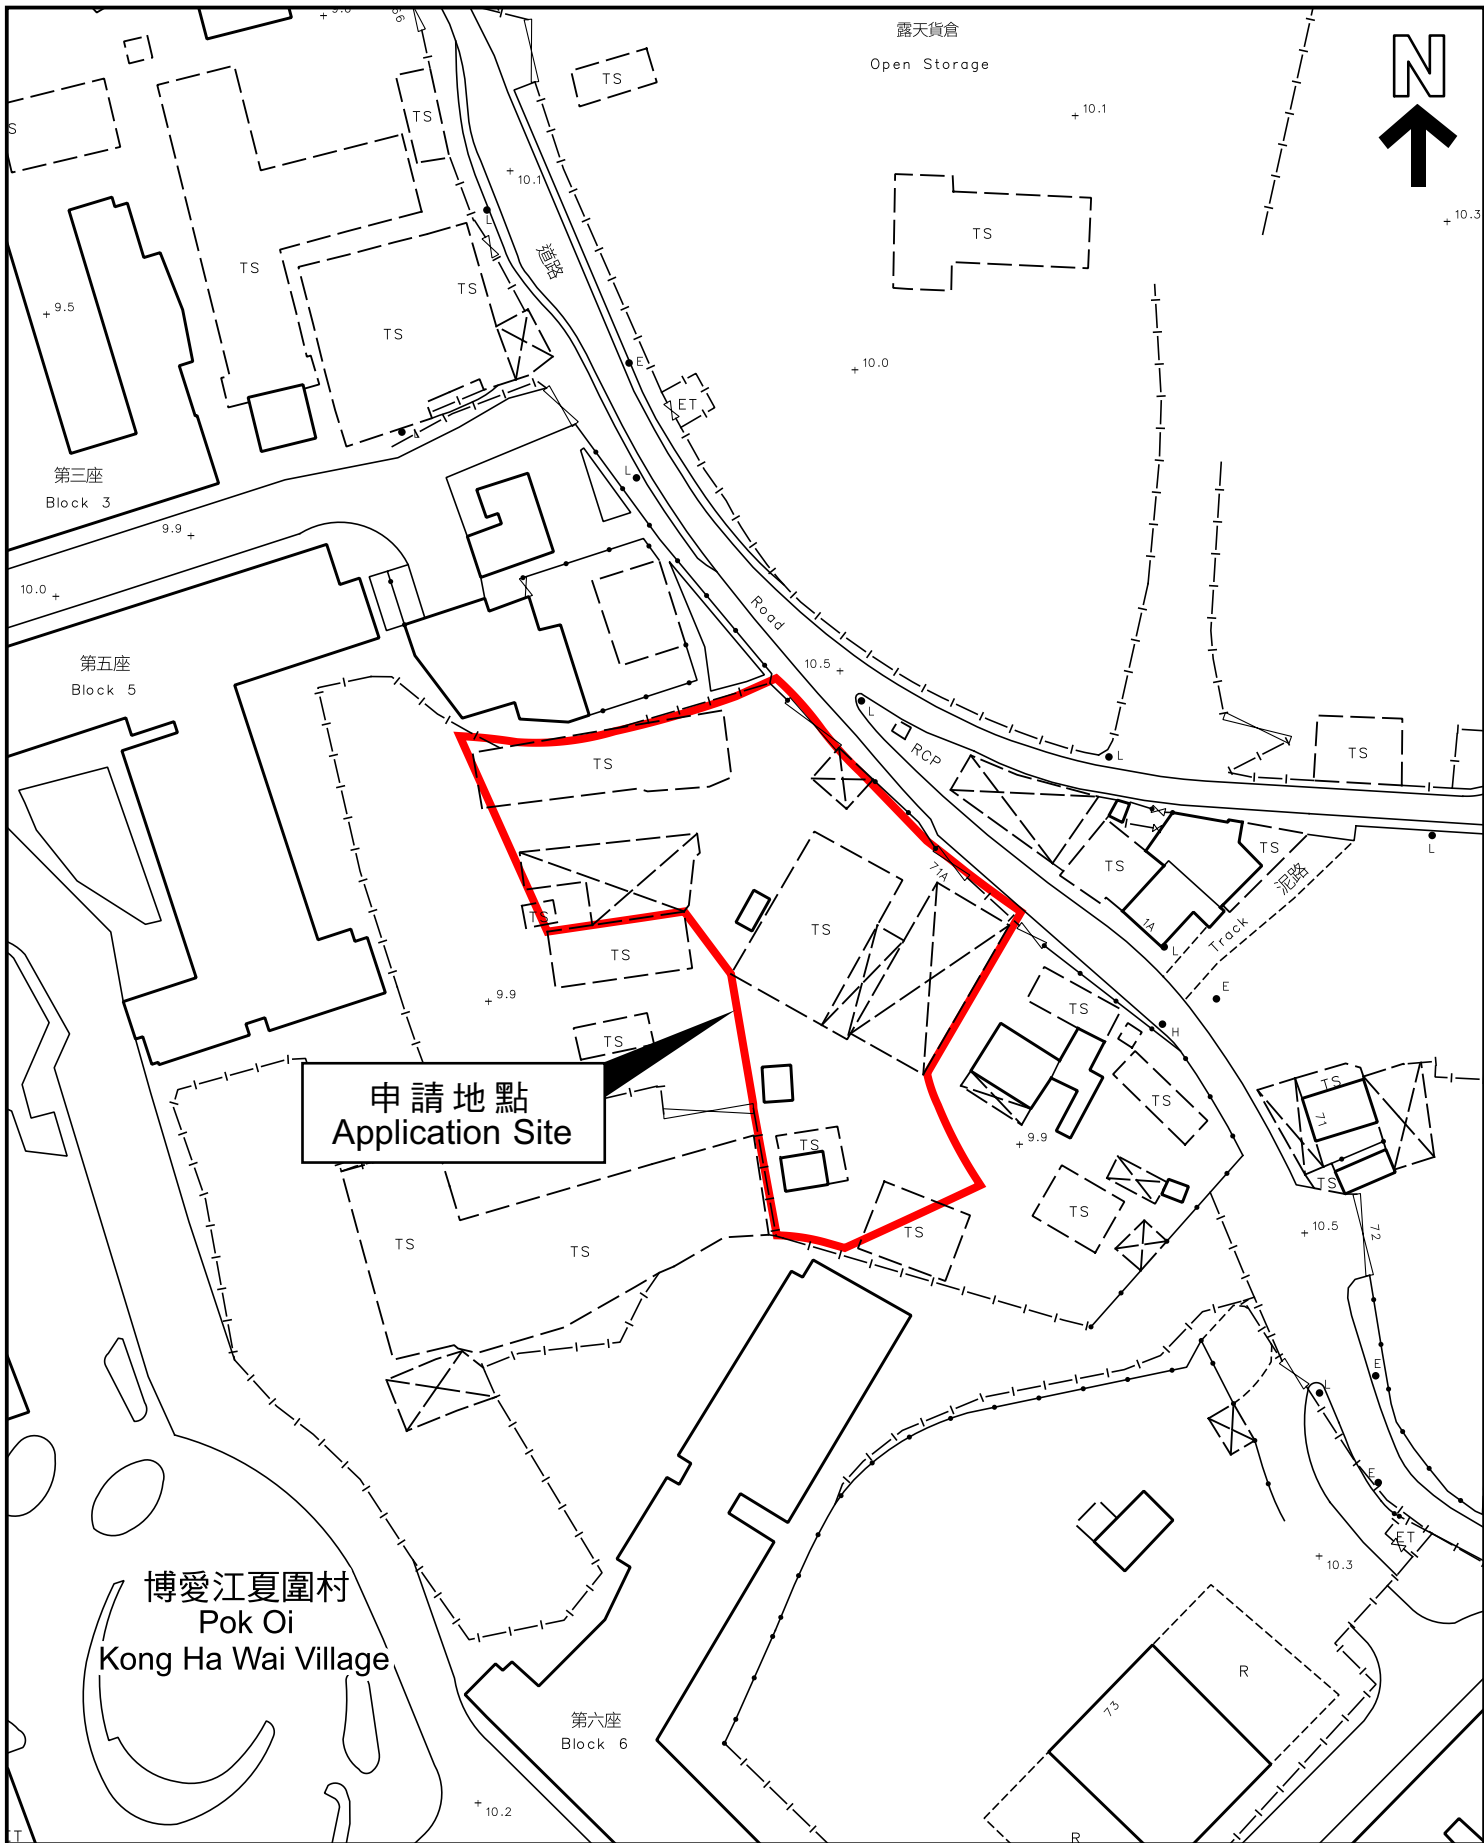 露天貨倉
Open Storage
N
66
9.6
TS
TS
10.1
10.1
S
L
道路
TS
10.3
TS
TS
TS
9.5
E
10.0
ET
L
第三座
Block 3
9.9
10.0
Road
10.5
第五座
Block 5
L
RCP
L
TS
TS
TS
TS
L
71A
泥路
TS
TS
1A
L
Track
TS
E
9.9
TS
H
TS
申請地點
Application Site
TS
TS
71
TS
9.9
TS
TS
TS
TS
TS
TS
10.5
72
E
L
E
ET
10.3
博愛江夏圍村
Pok Oi
Kong Ha Wai Village
R
73
第六座
Block 6
10.2
R